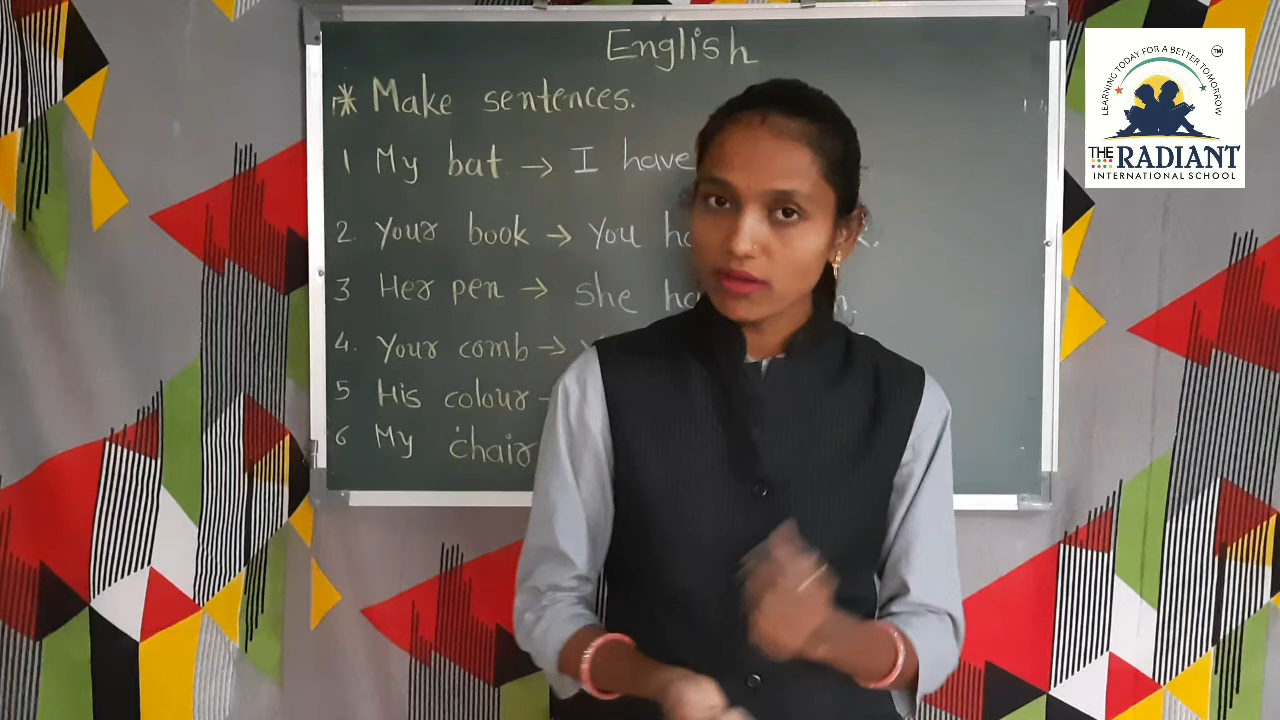 English
* Make sentences.
1 My bat → I have
2. Your book → You
3 Her pen → she
4. Your comb →
5 His colour -
6 My chair
LEARNING TODAY FOR A BETTER TOMORROW
TM
THE RADIANT
INTERNATIONAL SCHOOL